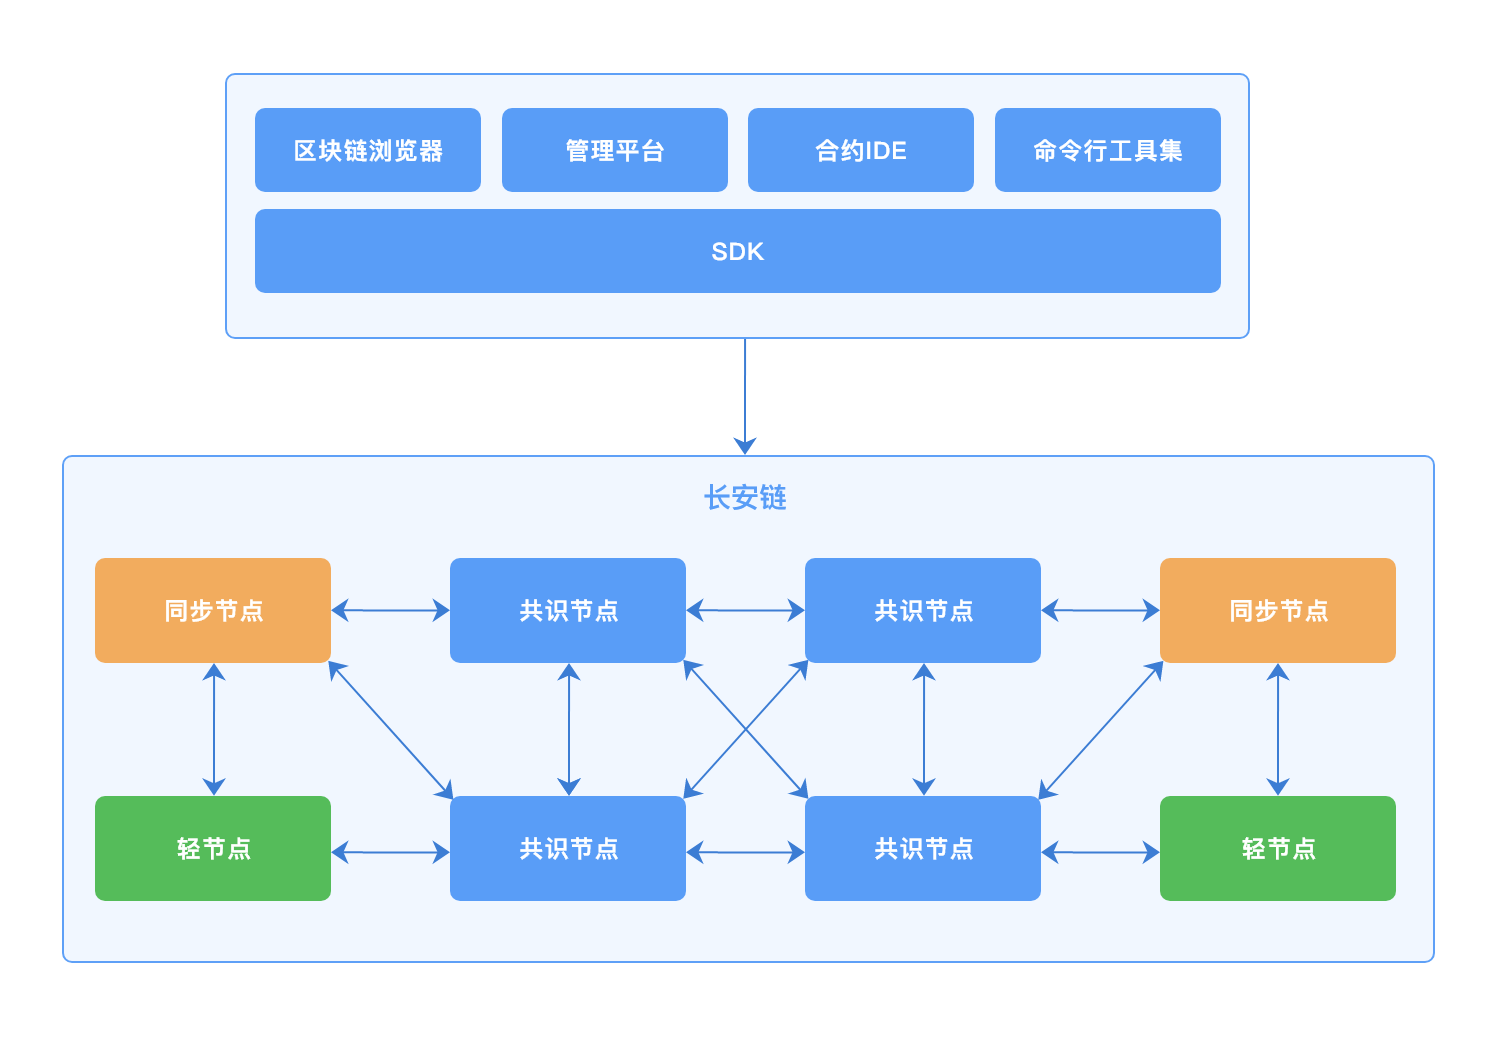 区块链浏览器
管理平台
合约IDE
命令行工具集
SDK
长安链
同步节点
共识节点
共识节点
同步节点
轻节点
共识节点
共识节点
轻节点